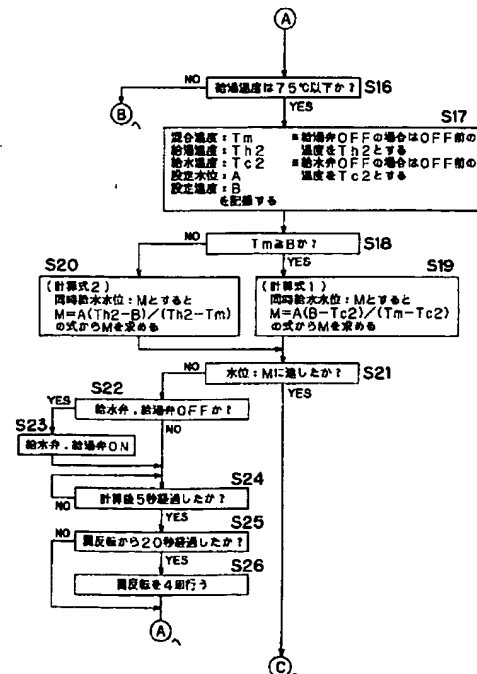 A
給湯温度は75℃以下か?
S16
NO
YES
B
S17
混合温度:Tm ※給湯弁OFFの場合はOFF前の
給湯温度:Th2 温度をTh2とする
給水温度:Tc2 ※給水弁OFFの場合はOFF前の
設定水位:A 温度をTc2とする
設定温度:B
を記録する
NO
Tm≧Bか?
S18
YES
S20
S19
(計算式2)
同時給水水位:Mとすると
M=A(Th2-B)/(Th2-Tm)
の式からMを求める
(計算式1)
同時給水水位:Mとすると
M=A(B-Tc2)/(Tm-Tc2)
の式からMを求める
NO
水位:Mに達したか?
S21
YES
S22
YES
給水弁.給湯弁OFFか?
S23
NO
給水弁.給湯弁ON
S24
計算後5秒経過したか?
NO
YES
S25
NO
間反転から20秒経過したか?
YES
S26
間反転を4回行う
A
C